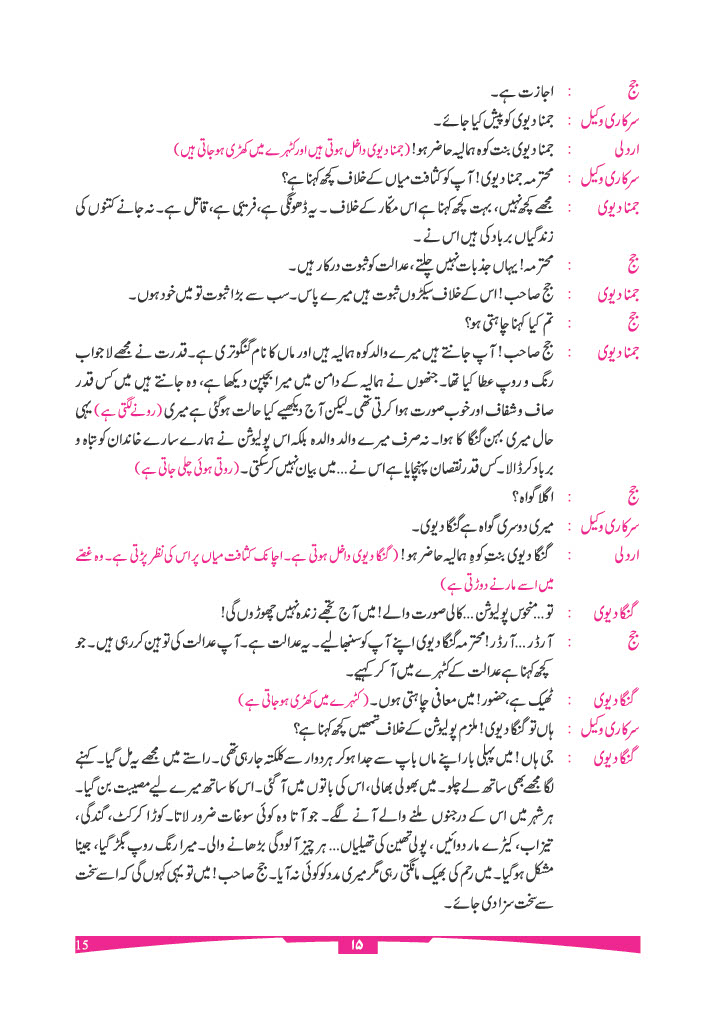 جج : اجازت ہے۔
سرکاری وکیل : جمنا دیوی کو پیش کیا جائے۔
اردلی : جمنا دیوی بنت کوہ ہمالیہ حاضر ہو! (جمنا دیوی داخل ہوتی ہیں اور کٹہرے میں کھڑی ہوجاتی ہیں)
سرکاری وکیل : محترمہ جمنا دیوی! آپ کو کثافت میاں کے خلاف کچھ کہنا ہے؟
جمنا دیوی : مجھے کچھ نہیں، بہت کچھ کہنا ہے اس مکّار کے خلاف ۔ یہ ڈھونگی ہے، فریبی ہے، قاتل ہے۔ نہ جانے کتنوں کی
زندگیاں برباد کی ہیں اس نے ۔
جج : محترمہ! یہاں جذبات نہیں چلتے، عدالت کو ثبوت درکار ہیں۔
جمنا دیوی : جج صاحب! اس کے خلاف سیکڑوں ثبوت ہیں میرے پاس۔ سب سے بڑا ثبوت تو میں خود ہوں۔
جج : تم کیا کہنا چاہتی ہو؟
جمنا دیوی : جج صاحب! آپ جانتے ہیں میرے والد کوہ ہمالیہ ہیں اور ماں کا نام گنگوتری ہے۔ قدرت نے مجھے لاجواب
رنگ و روپ عطا کیا تھا۔ جنھوں نے ہمالیہ کے دامن میں میرا بچپن دیکھا ہے، وہ جانتے ہیں میں کس قدر
صاف و شفاف اور خوب صورت ہوا کرتی تھی۔ لیکن آج دیکھیے کیا حالت ہوگئی ہے میری (رونے لگتی ہے) یہی
حال میری بہن گنگا کا ہوا۔ نہ صرف میرے والد والدہ بلکہ اس پولیوشن نے ہمارے سارے خاندان کو تباہ و
برباد کر ڈالا۔ کس قدر نقصان پہنچایا ہے اس نے ... میں بیان نہیں کرسکتی۔ (روتی ہوئی چلی جاتی ہے)
جج : اگلا گواہ؟
سرکاری وکیل : میری دوسری گواہ ہے گنگا دیوی۔
اردلی : گنگا دیوی بنتِ کوہِ ہمالیہ حاضر ہو! (گنگا دیوی داخل ہوتی ہے۔ اچانک کثافت میاں پر اس کی نظر پڑتی ہے۔ وہ غصّے
میں اسے مارنے دوڑتی ہے)
گنگا دیوی : تو... منحوس پولیوشن ... کالی صورت والے! میں آج تجھے زندہ نہیں چھوڑوں گی!
جج : آرڈر ... آرڈر! محترمہ گنگا دیوی اپنے آپ کو سنبھالیے۔ یہ عدالت ہے۔ آپ عدالت کی توہین کررہی ہیں۔ جو
کچھ کہنا ہے عدالت کے کٹہرے میں آ کر کہیے۔
گنگا دیوی : ٹھیک ہے، حضور! میں معافی چاہتی ہوں۔ (کٹہرے میں کھڑی ہوجاتی ہے)
سرکاری وکیل : ہاں تو گنگا دیوی! ملزم پولیوشن کے خلاف تمھیں کچھ کہنا ہے؟
گنگا دیوی : جی ہاں! میں پہلی بار اپنے ماں باپ سے جدا ہوکر ہردوار سے کلکتہ جارہی تھی۔ راستے میں مجھے یہ مل گیا۔ کہنے
لگا مجھے بھی ساتھ لے چلو۔ میں بھولی بھالی، اس کی باتوں میں آ گئی۔ اس کا ساتھ میرے لیے مصیبت بن گیا۔
ہر شہر میں اس کے درجنوں ملنے والے آنے لگے۔ جو آتا وہ کوئی سوغات ضرور لاتا۔ کوڑا کرکٹ، گندگی،
تیزاب، کیڑے مار دوائیں، پولی تھین کی تھیلیاں... ہر چیز آلودگی بڑھانے والی۔ میرا رنگ روپ بگڑ گیا، جینا
مشکل ہوگیا۔ میں رحم کی بھیک مانگتی رہی مگر میری مدد کو کوئی نہ آیا۔ جج صاحب! میں تو یہی کہوں گی کہ اسے سخت
سے سخت سزا دی جائے۔
15 ۱۵